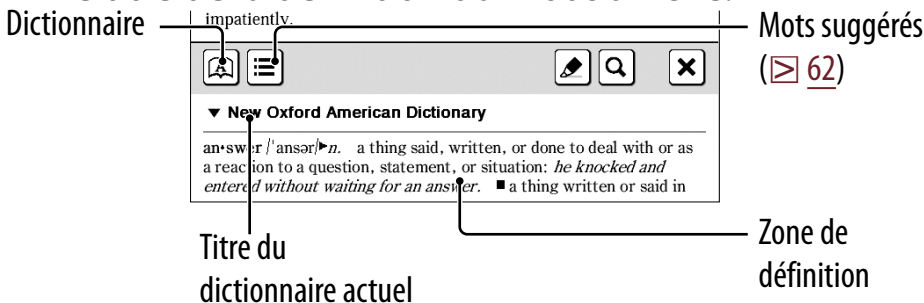 impatiently.
Dictionnaire
Mots suggérés
(62)
▼ New Oxford American Dictionary
an•swer /ˈansər/▶n. a thing said, written, or done to deal with or as
a reaction to a question, statement, or situation: he knocked and
entered without waiting for an answer. ■ a thing written or said in
Titre du
dictionnaire actuel
Zone de
définition